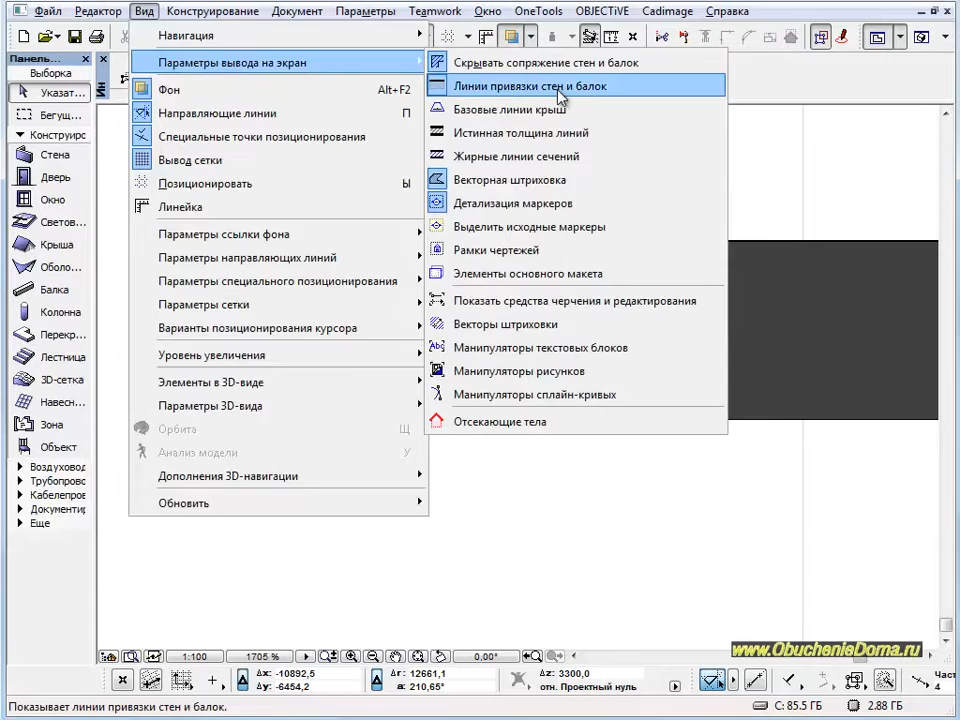 Файл Редактор Вид Конструирование Документ Параметры Teamwork Окно OneTools OBJECTiVE Cadimage Справка
Панель...
Выборка
Указат...
Бегущ...
Конструирс
Стена
Дверь
Окно
Светов...
Крыша
Оболо...
Балка
Колонна
Перекр...
Лестница
3D-сетка
Навесн...
Зона
Объект
Воздуховод
Трубопров
Кабелепров
Документир
Еще
Навигация
Параметры вывода на экран
Фон Alt+F2
Направляющие линии П
Специальные точки позиционирования
Вывод сетки
Позиционировать Ы
Линейка
Параметры ссылки фона
Параметры направляющих линий
Параметры специального позиционирования
Параметры сетки
Варианты позиционирования курсора
Уровень увеличения
Элементы в 3D-виде
Параметры 3D-вида
Орбита Щ
Анализ модели У
Дополнения 3D-навигации
Обновить
Скрывать сопряжение стен и балок
Линии привязки стен и балок
Базовые линии крыш
Истинная толщина линий
Жирные линии сечений
Векторная штриховка
Детализация маркеров
Выделить исходные маркеры
Рамки чертежей
Элементы основного макета
Показать средства черчения и редактирования
Векторы штриховки
Манипуляторы текстовых блоков
Манипуляторы рисунков
Манипуляторы сплайн-кривых
Отсекающие тела
www.ObuchenieDoma.ru
1:100 1705 % 0.00°
Δx: -10892,5 Δr: 12661,1 Δz: 3300,0
Δy: -6454,2 a: 210,65° отн. Проектный нуль
Част
4
Показывает линии привязки стен и балок. C: 85.5 ГБ 2.88 GB